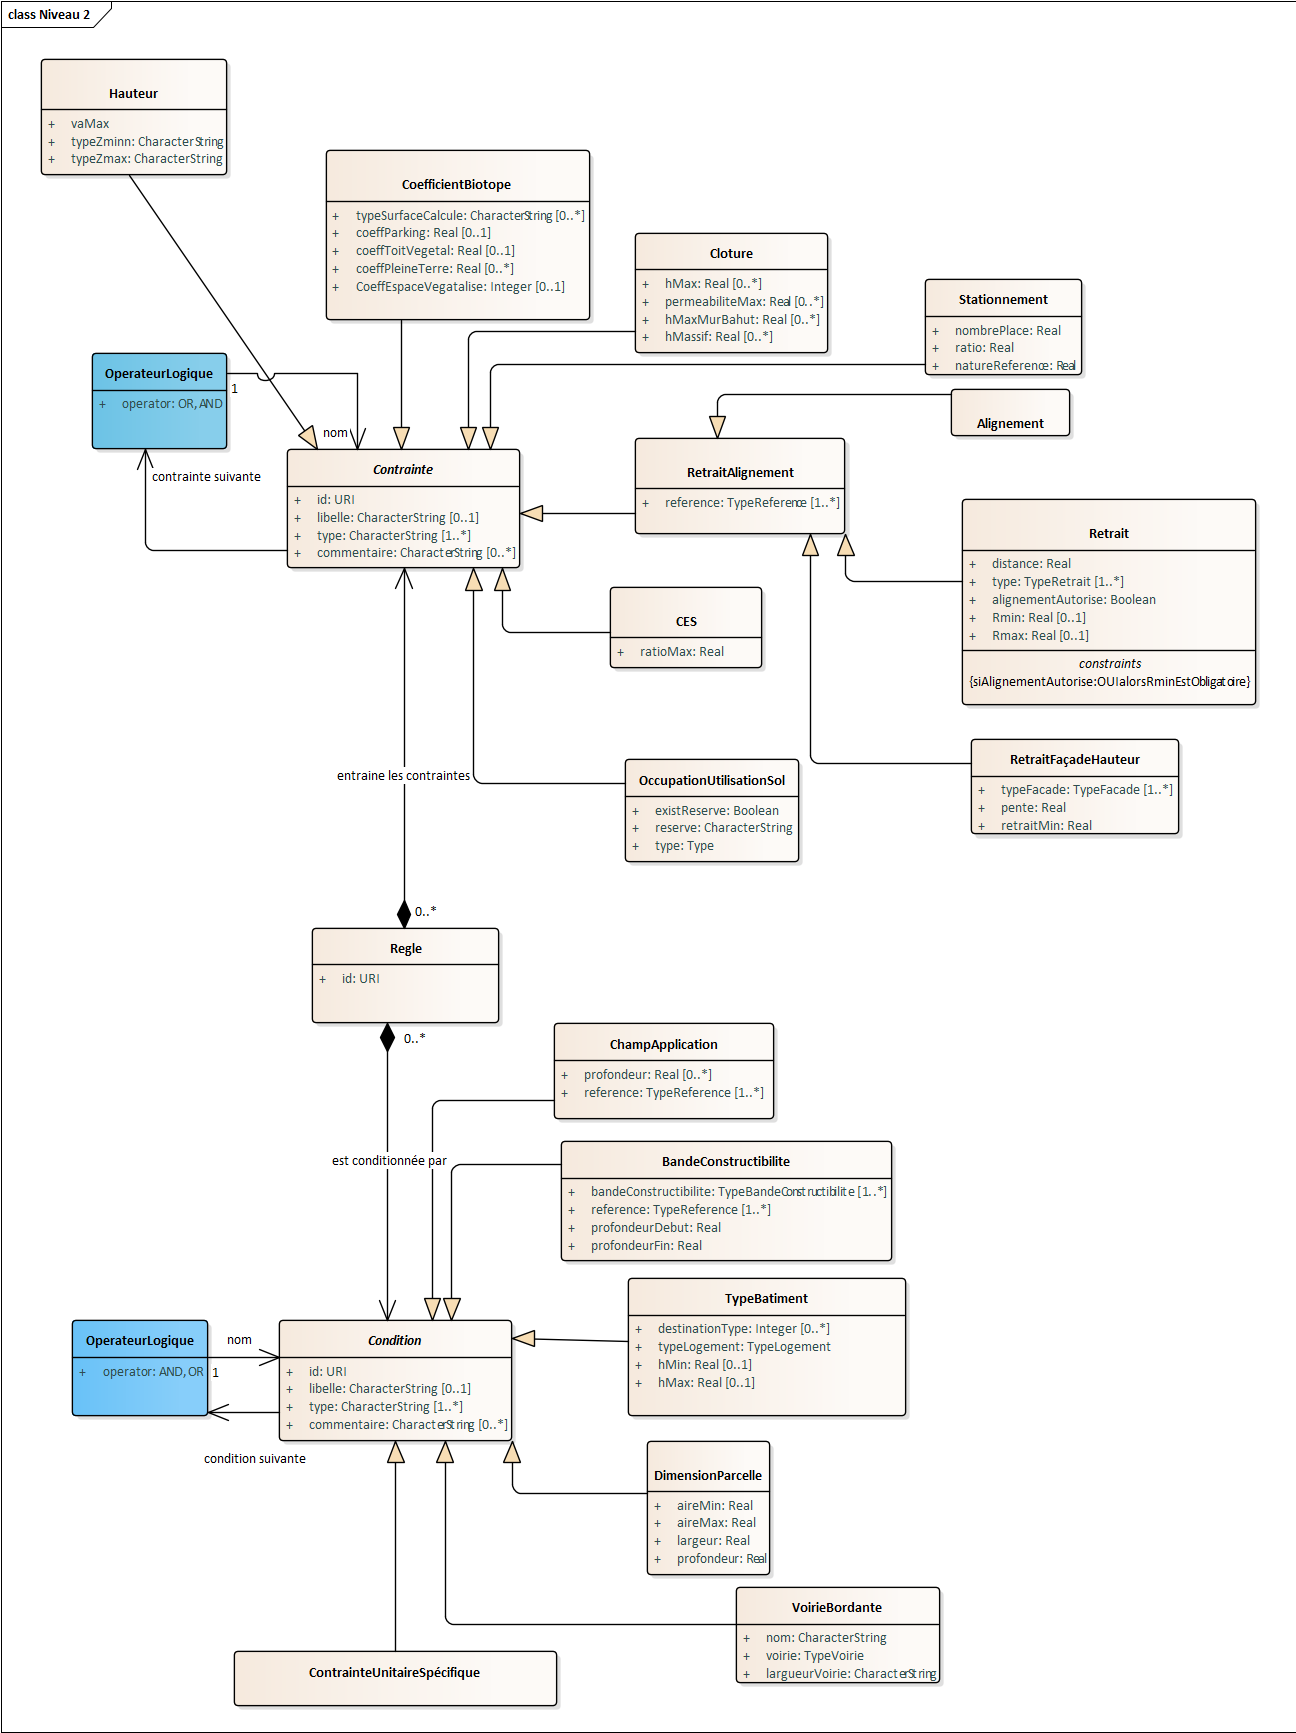 class Niveau 2
Hauteur
+ vaMax
+ typeZminn: CharacterString
+ typeZmax: CharacterString
CoefficientBiotope
+ typeSurfaceCalcule: CharacterString [0..*]
+ coeffParking: Real [0..1]
+ coeffToitVegetal: Real [0..1]
+ coeffPleineTerre: Real [0..*]
+ CoeffEspaceVegatalise: Integer [0..1]
Cloture
+ hMax: Real [0..*]
+ permeabiliteMax: Real [0..*]
+ hMaxMurBahut: Real [0..*]
+ hMassif: Real [0..*]
Stationnement
+ nombrePlace: Real
+ ratio: Real
+ natureReference: Real
OperateurLogique
+ operator: OR, AND
1
nom
contrainte suivante
Alignement
Contrainte
+ id: URI
+ libelle: CharacterString [0..1]
+ type: CharacterString [1..*]
+ commentaire: CharacterString [0..*]
RetraitAlignement
+ reference: TypeReference [1..*]
Retrait
+ distance: Real
+ type: TypeRetrait [1..*]
+ alignementAutorise: Boolean
+ Rmin: Real [0..1]
+ Rmax: Real [0..1]
constraints
{siAlignementAutorise:OUIalorsRminEstObligatoire}
CES
+ ratioMax: Real
entraine les contraintes
OccupationUtilisationSol
+ existReserve: Boolean
+ reserve: CharacterString
+ type: Type
RetraitFaçadeHauteur
+ typeFacade: TypeFacade [1..*]
+ pente: Real
+ retraitMin: Real
0..*
Regle
+ id: URI
0..*
ChampApplication
+ profondeur: Real [0..*]
+ reference: TypeReference [1..*]
est conditionnée par
BandeConstructibilite
+ bandeConstructibilite: TypeBandeConstructibilite [1..*]
+ reference: TypeReference [1..*]
+ profondeurDebut: Real
+ profondeurFin: Real
TypeBatiment
+ destinationType: Integer [0..*]
+ typeLogement: TypeLogement
+ hMin: Real [0..1]
+ hMax: Real [0..1]
OperateurLogique
+ operator: AND, OR
nom
1
condition suivante
Condition
+ id: URI
+ libelle: CharacterString [0..1]
+ type: CharacterString [1..*]
+ commentaire: CharacterString [0..*]
DimensionParcelle
+ aireMin: Real
+ aireMax: Real
+ largeur: Real
+ profondeur: Real
VoirieBordante
+ nom: CharacterString
+ voirie: TypeVoirie
+ largueurVoirie: CharacterString
ContrainteUnitaireSpécifique